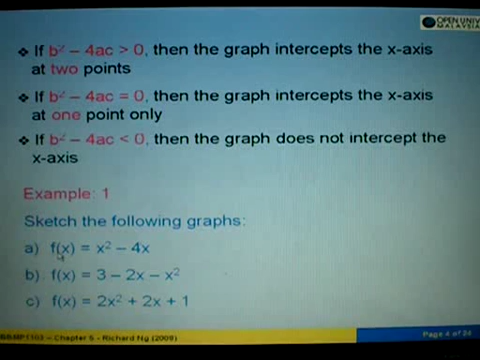 OPEN UNIV
MALAYSIA
❖ If b² – 4ac > 0, then the graph intercepts the x-axis
at two points
❖ If b² – 4ac = 0, then the graph intercepts the x-axis
at one point only
❖ If b² – 4ac < 0, then the graph does not intercept the
x-axis
Example: 1
Sketch the following graphs:
a) f(x) = x² – 4x
b) f(x) = 3 – 2x – x²
c) f(x) = 2x² + 2x + 1
– Chapter 5 - Richard Ng (2009)
Page 4 of 24